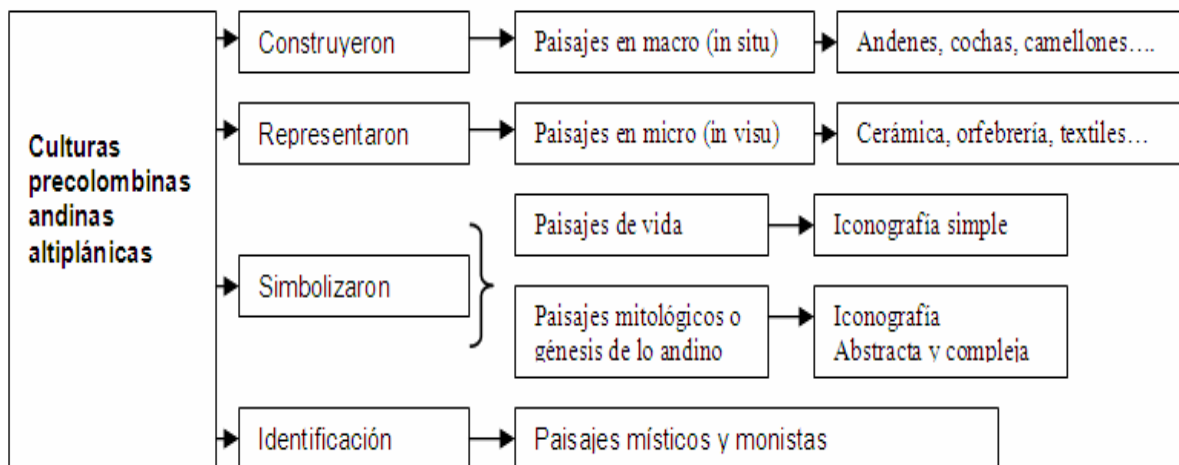 Culturas
precolombinas
andinas
altiplánicas
Construyeron
Paisajes en macro (in situ)
Andenes, cochas, camellones....
Representaron
Paisajes en micro (in visu)
Cerámica, orfebrería, textiles...
Simbolizaron
Paisajes de vida
Iconografía simple
Paisajes mitológicos o
génesis de lo andino
Iconografía
Abstracta y compleja
Identificación
Paisajes místicos y monistas